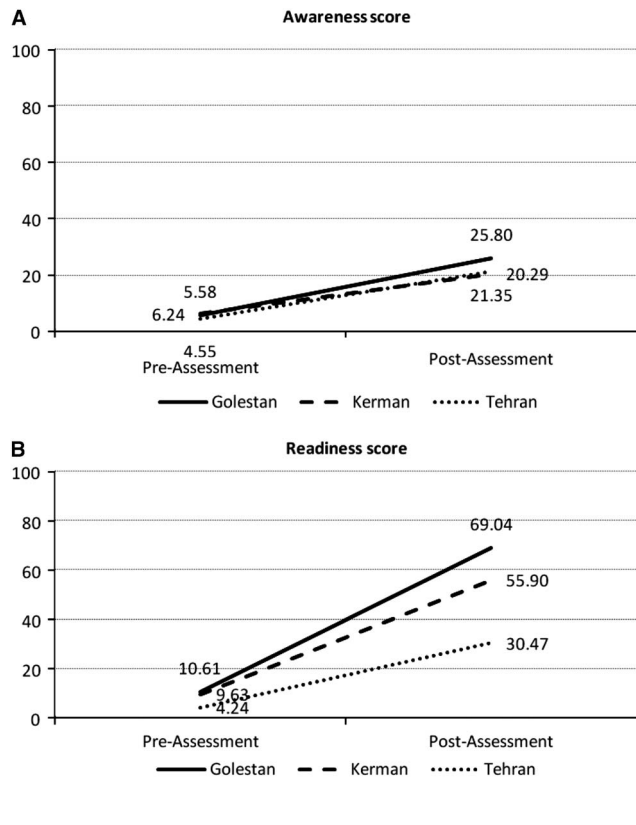 A
Awareness score
100
80
60
40
20
0
25.80
20.29
21.35
5.58
6.24
4.55
Pre-Assessment
Post-Assessment
Golestan Kerman Tehran
B
Readiness score
100
80
60
40
20
0
69.04
55.90
30.47
10.61
9.63
4.24
Pre-Assessment Post-Assessment
Golestan Kerman Tehran